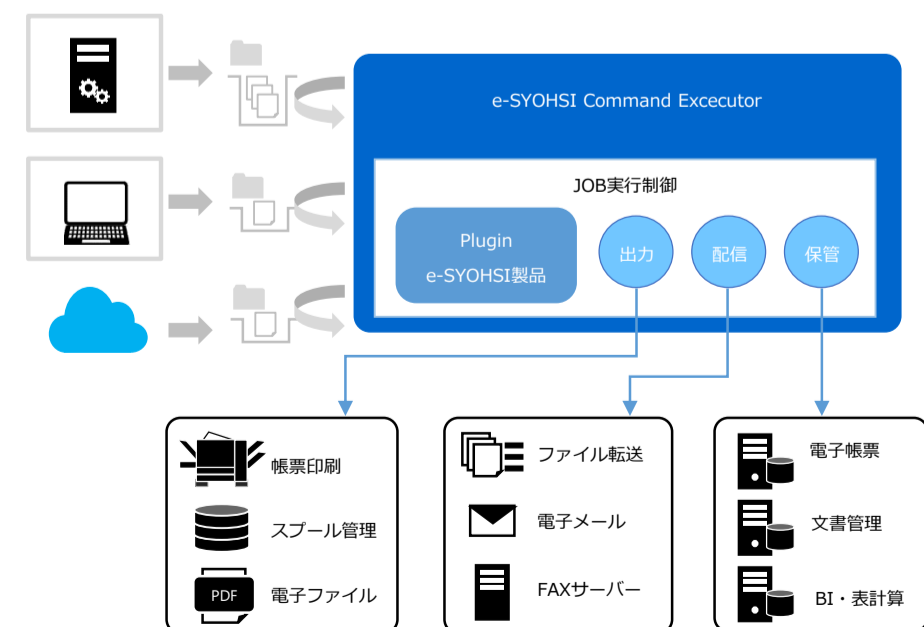 e-SYOHSI Command Excecutor
JOB実行制御
Plugin
e-SYOHSI製品
出力
配信
保管
帳票印刷
スプール管理
PDF
電子ファイル
ファイル転送
電子メール
FAXサーバー
電子帳票
文書管理
BI・表計算